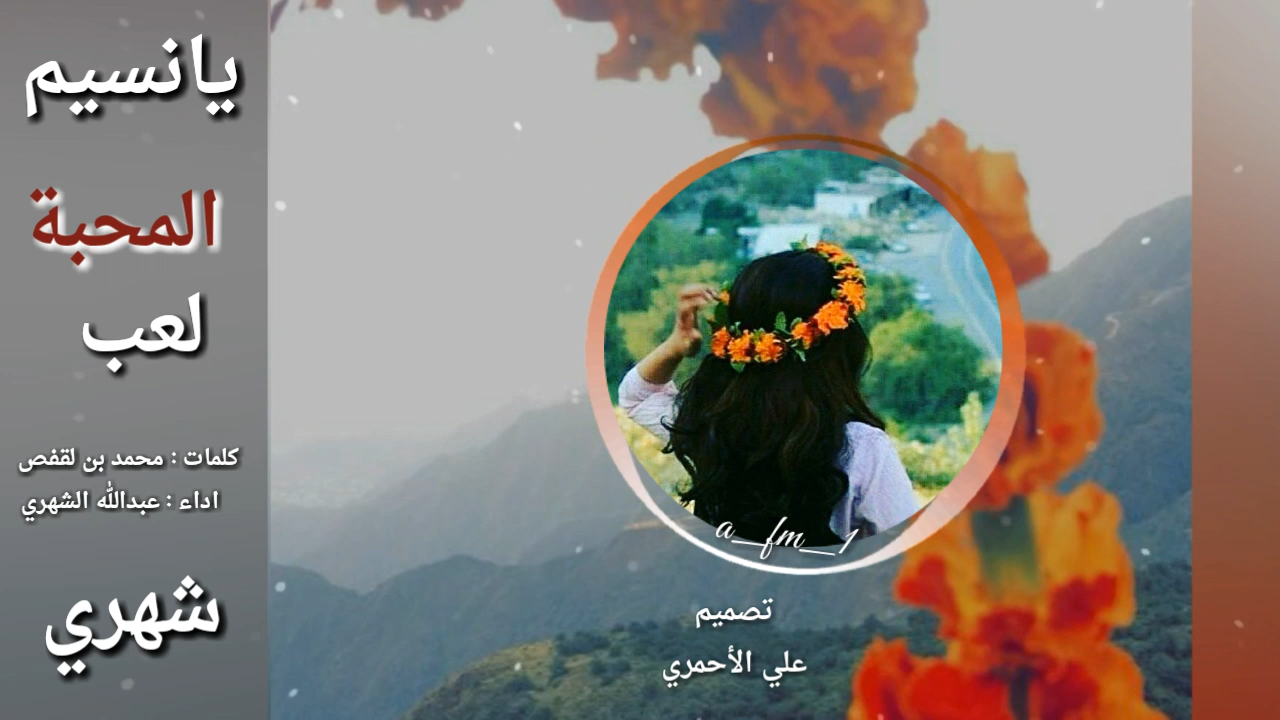 يانسيم
المحبة
لعب
كلمات : محمد بن لقفص
اداء : عبدالله الشهري
شهري
a_fm_1
تصميم
علي الأحمري